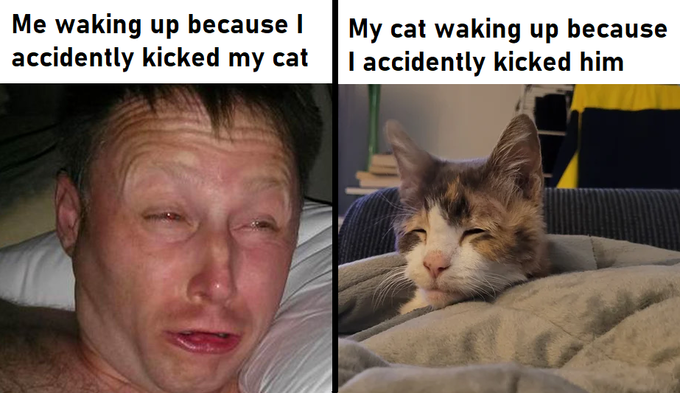 Me waking up because I
accidently kicked my cat
My cat waking up because
I accidently kicked him